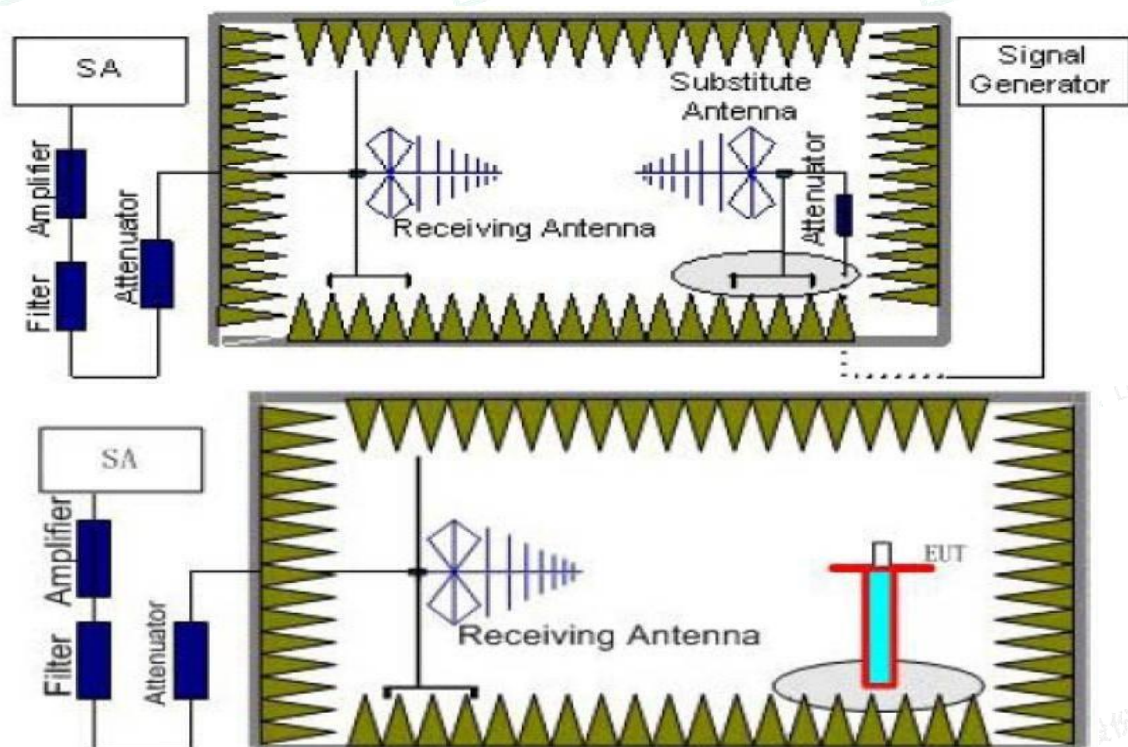 SA
Signal
Generator
Substitute
Antenna
Amplifier
Attenuator
Attenuator
Receiving Antenna
Filter
SA
Amplifier
EUT
Receiving Antenna
Filter
Attenuator